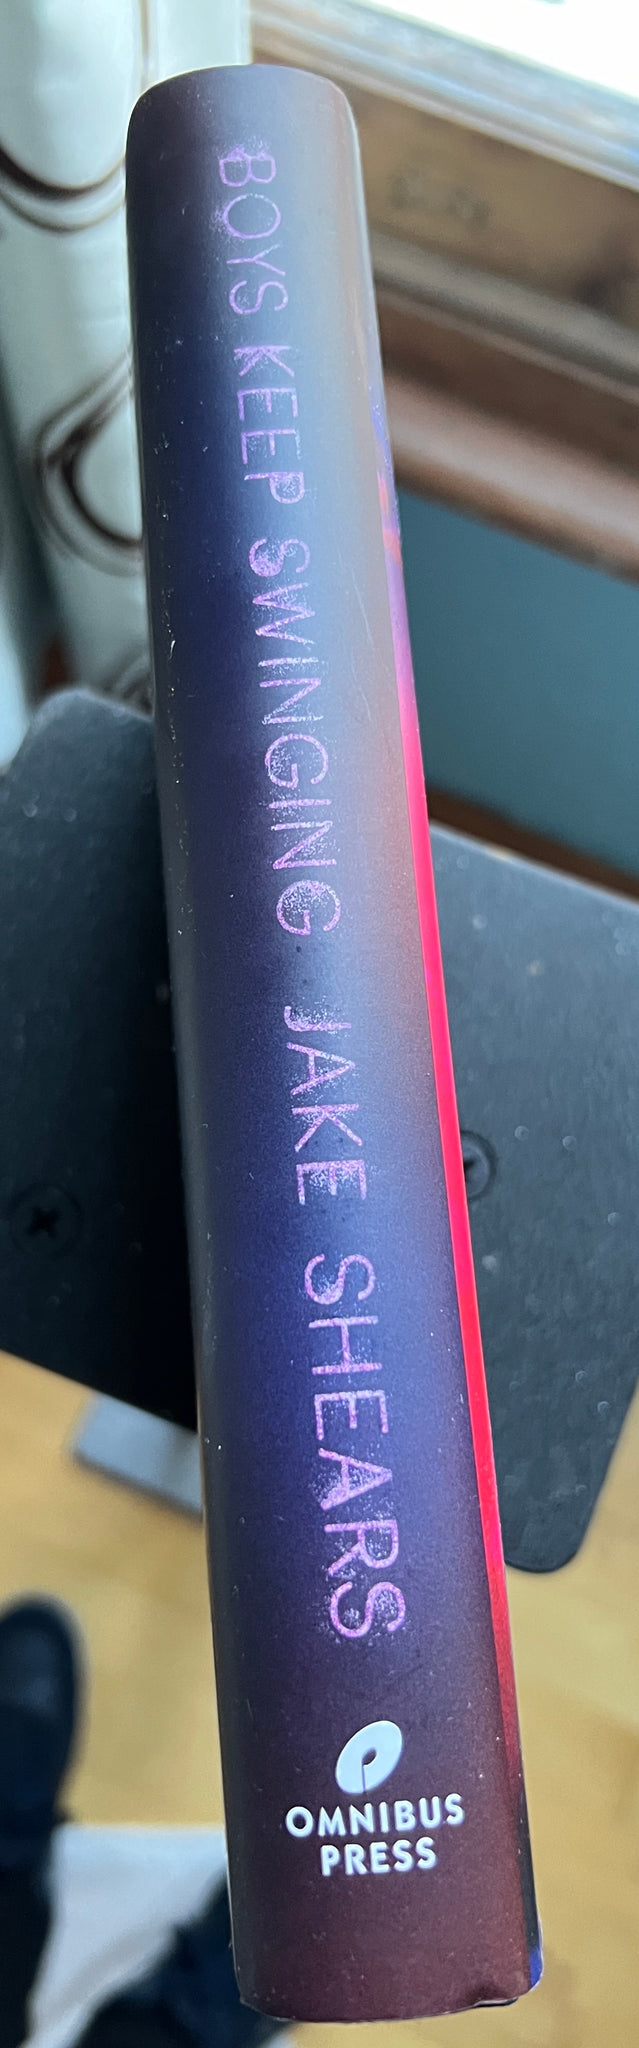 BOYS KEEP SWINGING JAKE SHEARS
OMNIBUS
PRESS